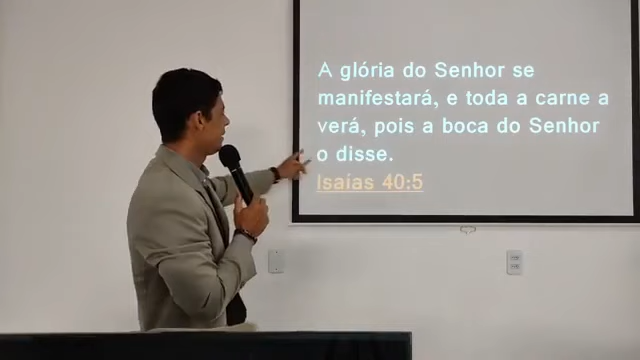 A glória do Senhor se
manifestará, e toda a carne a
verá, pois a boca do Senhor
o disse.
Isaías 40:5